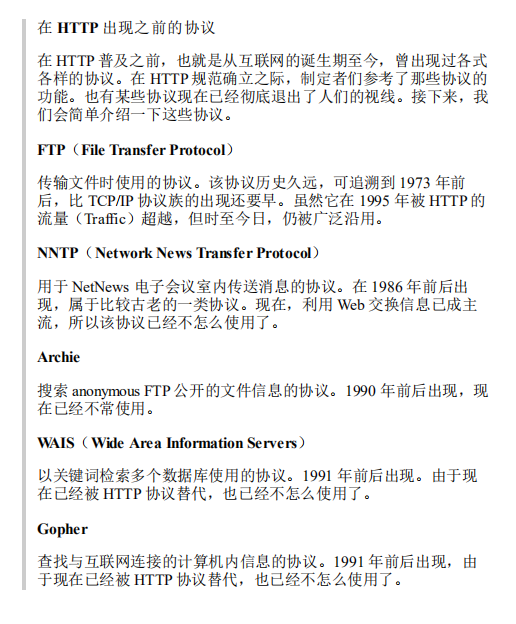 在 HTTP 出现之前的协议
在 HTTP 普及之前，也就是从互联网的诞生期至今，曾出现过各式
各样的协议。在 HTTP 规范确立之际，制定者们参考了那些协议的
功能。也有某些协议现在已经彻底退出了人们的视线。接下来，我
们会简单介绍一下这些协议。
FTP（File Transfer Protocol）
传输文件时使用的协议。该协议历史久远，可追溯到 1973 年前
后，比 TCP/IP 协议族的出现还要早。虽然它在 1995 年被 HTTP 的
流量（Traffic）超越，但时至今日，仍被广泛沿用。
NNTP（Network News Transfer Protocol）
用于 NetNews 电子会议室内传送消息的协议。在 1986 年前后出
现，属于比较古老的一类协议。现在，利用 Web 交换信息已成主
流，所以该协议已经不怎么使用了。
Archie
搜索 anonymous FTP 公开的文件信息的协议。1990 年前后出现，现
在已经不常使用。
WAIS（Wide Area Information Servers）
以关键词检索多个数据库使用的协议。1991 年前后出现。由于现
在已经被 HTTP 协议替代，也已经不怎么使用了。
Gopher
查找与互联网连接的计算机内信息的协议。1991 年前后出现，由
于现在已经被 HTTP 协议替代，也已经不怎么使用了。